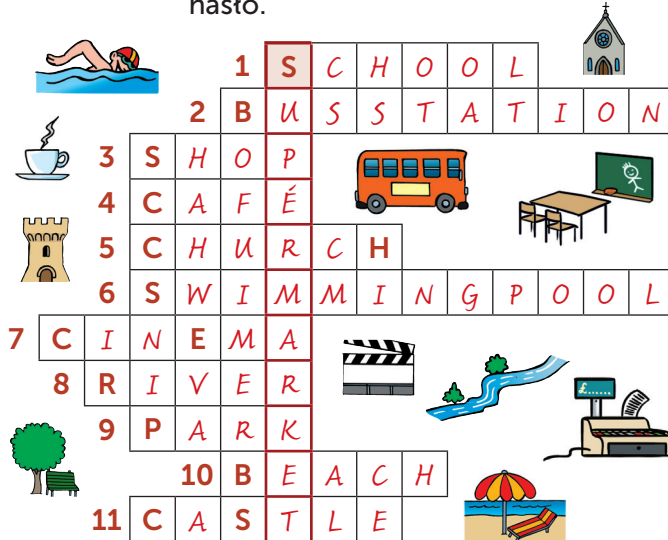 hasło.
1 SCHOOL
2 BUSSTATION
3 SHOP
4 CAFÉ
5 CHURCH
6 SWIMMINGPOOL
7 CINEMA
8 RIVER
9 PARK
10 BEACH
11 CASTLE
£......